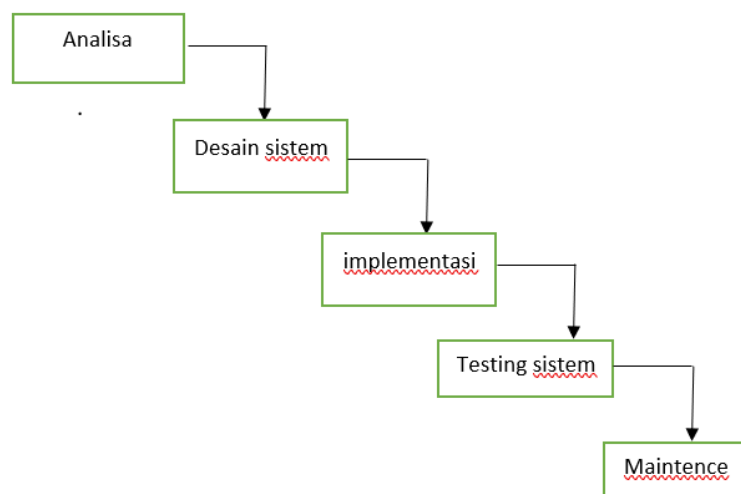 Analisa
Desain sistem
implementasi
Testing sistem
Maintence